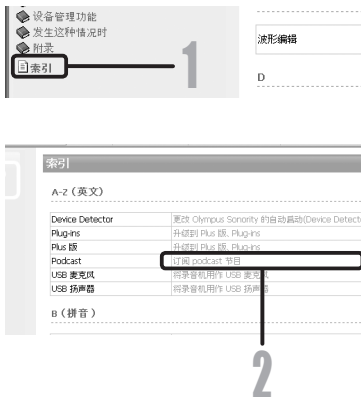 设备管理功能
发生这种情况时
附录
索引
1
波形编辑
D
索引
A-Z（英文）
Device Detector 更改 Olympus Sonority 的自动启动(Device Detecto
Plug-ins 升级到 Plus 版、Plug-ins
Plus 版 升级到 Plus 版、Plug-ins
Podcast 订阅 podcast 节目
USB 麦克风 将录音机用作 USB 麦克风
USB 扬声器 将录音机用作 USB 扬声器
B（拼音）
2